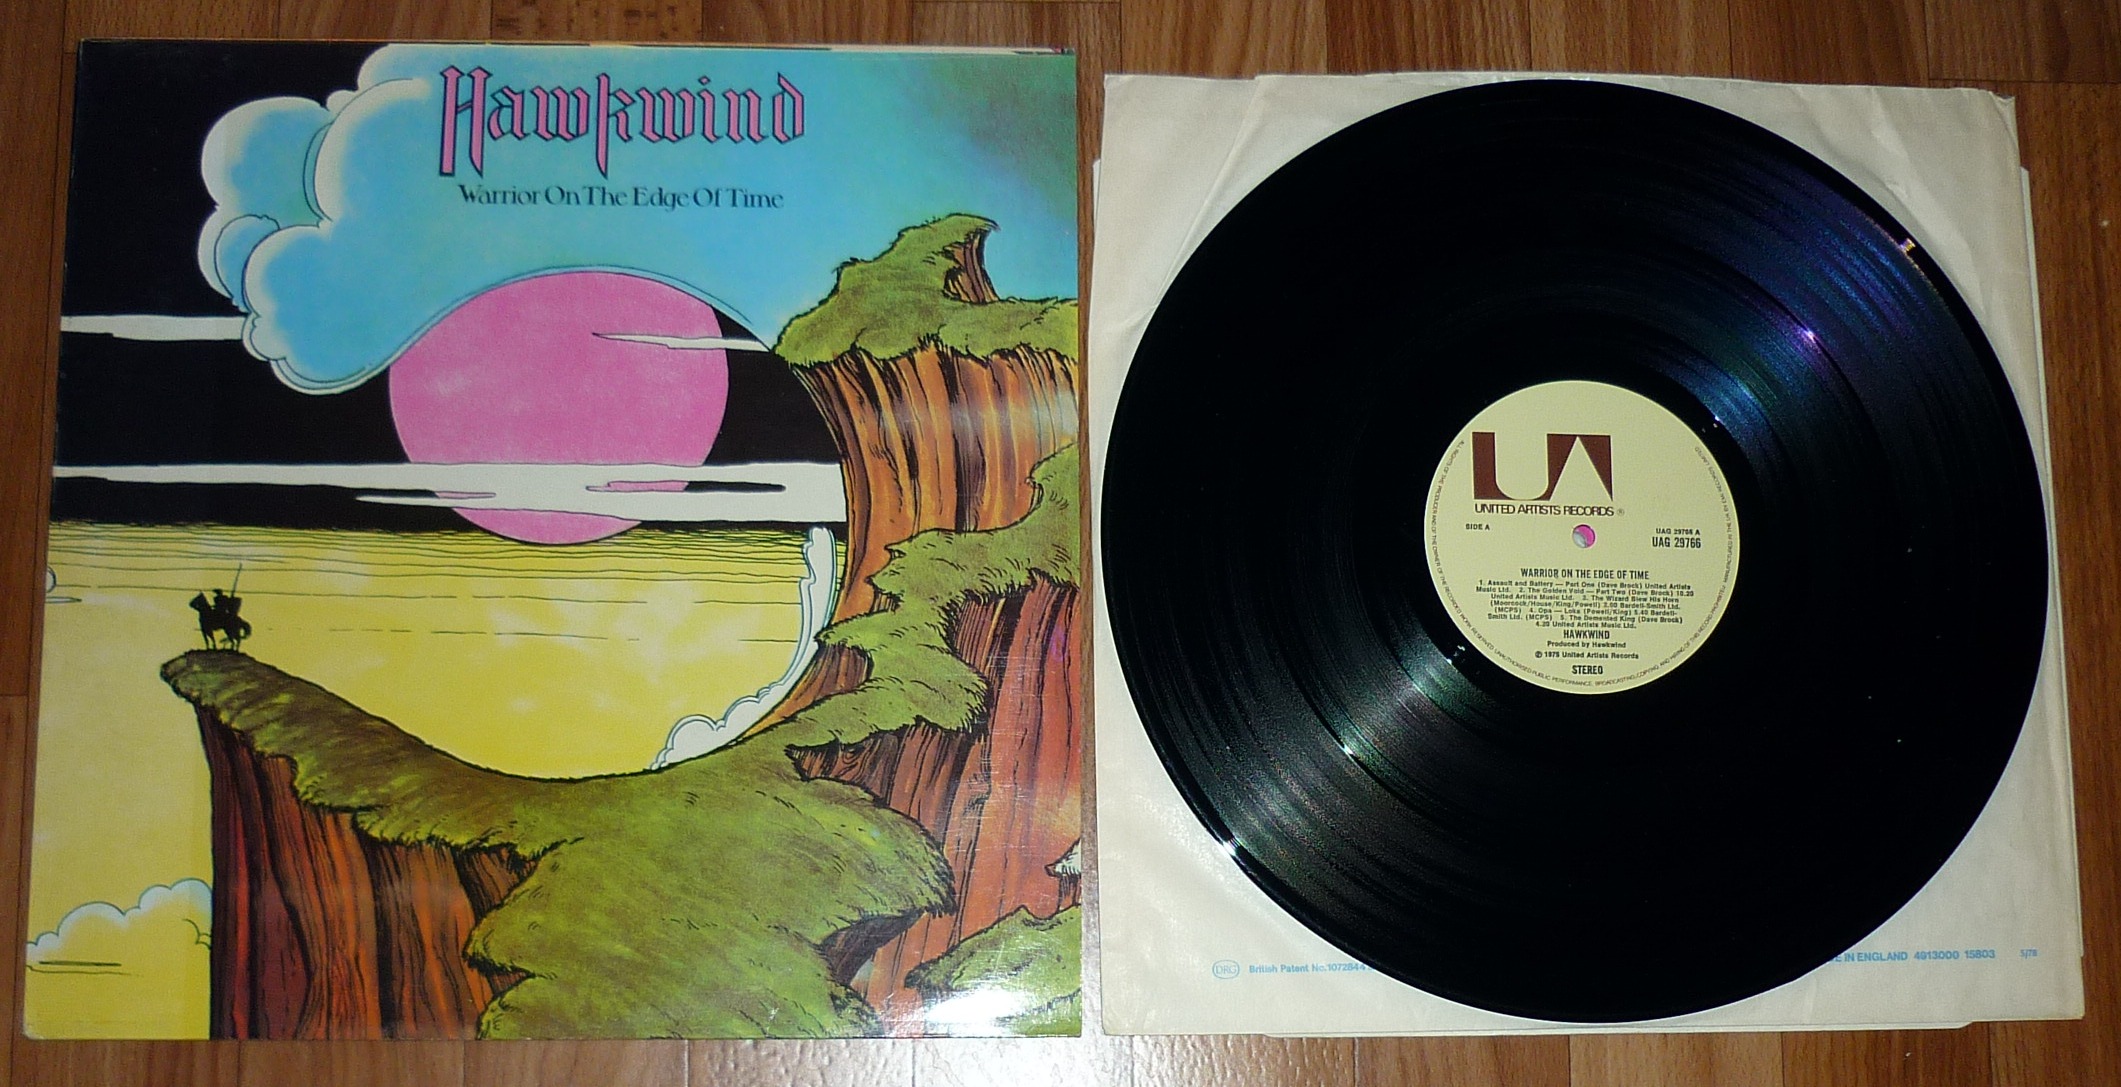 Hawkwind
Warrior On The Edge Of Time
UA
UNITED ARTISTS RECORDS ®
SIDE A
UAG 29766 A
UAG 29766
WARRIOR ON THE EDGE OF TIME
1. Assault and Battery — Part One (Dave Brock) United Artists
Music Ltd. 2. The Golden Void — Part Two (Dave Brock) 10.20
United Artists Music Ltd. 3. The Wizard Blew His Horn
(Moorcock/House/King/Powell) 2.00 Bardell-Smith Ltd.
(MCPS) 4. Opa — Loka (Powell/King) 5.40 Bardell-
Smith Ltd. (MCPS) 5. The Demented King (Dave Brock)
4.20 United Artists Music Ltd.
HAWKWIND
Produced by Hawkwind
℗ 1975 United Artists Records
STEREO
DRG British Patent No.1072844
E IN ENGLAND 4913000 15803 5/78